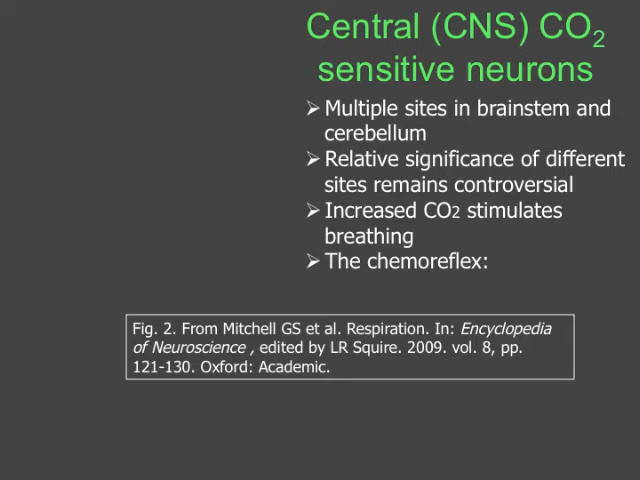 Central (CNS) CO2
sensitive neurons
➢ Multiple sites in brainstem and
cerebellum
➢ Relative significance of different
sites remains controversial
➢ Increased CO2 stimulates
breathing
➢ The chemoreflex:
Fig. 2. From Mitchell GS et al. Respiration. In: Encyclopedia
of Neuroscience , edited by LR Squire. 2009. vol. 8, pp.
121-130. Oxford: Academic.